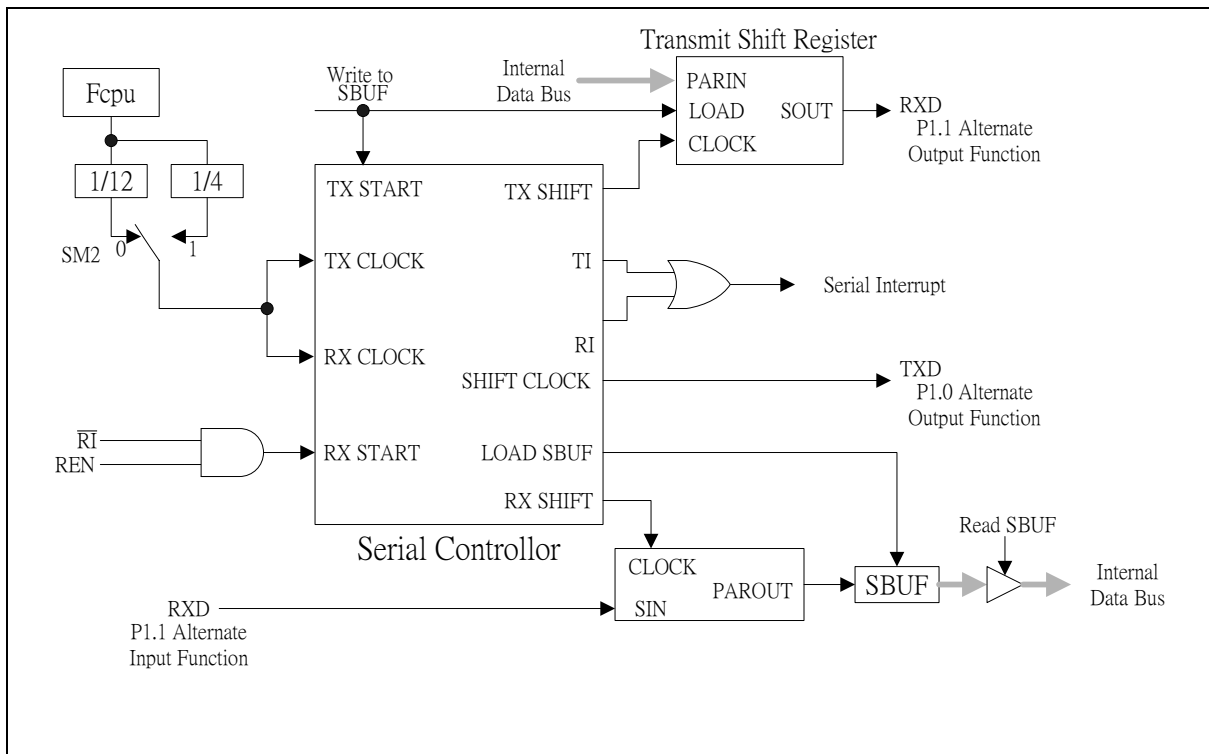 Transmit Shift Register
Fcpu
1/12
1/4
SM2
0
1
Write to
SBUF
Internal
Data Bus
PARIN
LOAD
CLOCK
SOUT
RXD
P1.1 Alternate
Output Function
TX START
TX SHIFT
TX CLOCK
TI
Serial Interrupt
RX CLOCK
RI
SHIFT CLOCK
TXD
P1.0 Alternate
Output Function
RI
REN
RX START
LOAD SBUF
RX SHIFT
Serial Controllor
Read SBUF
CLOCK
SIN
PAROUT
SBUF
Internal
Data Bus
RXD
P1.1 Alternate
Input Function